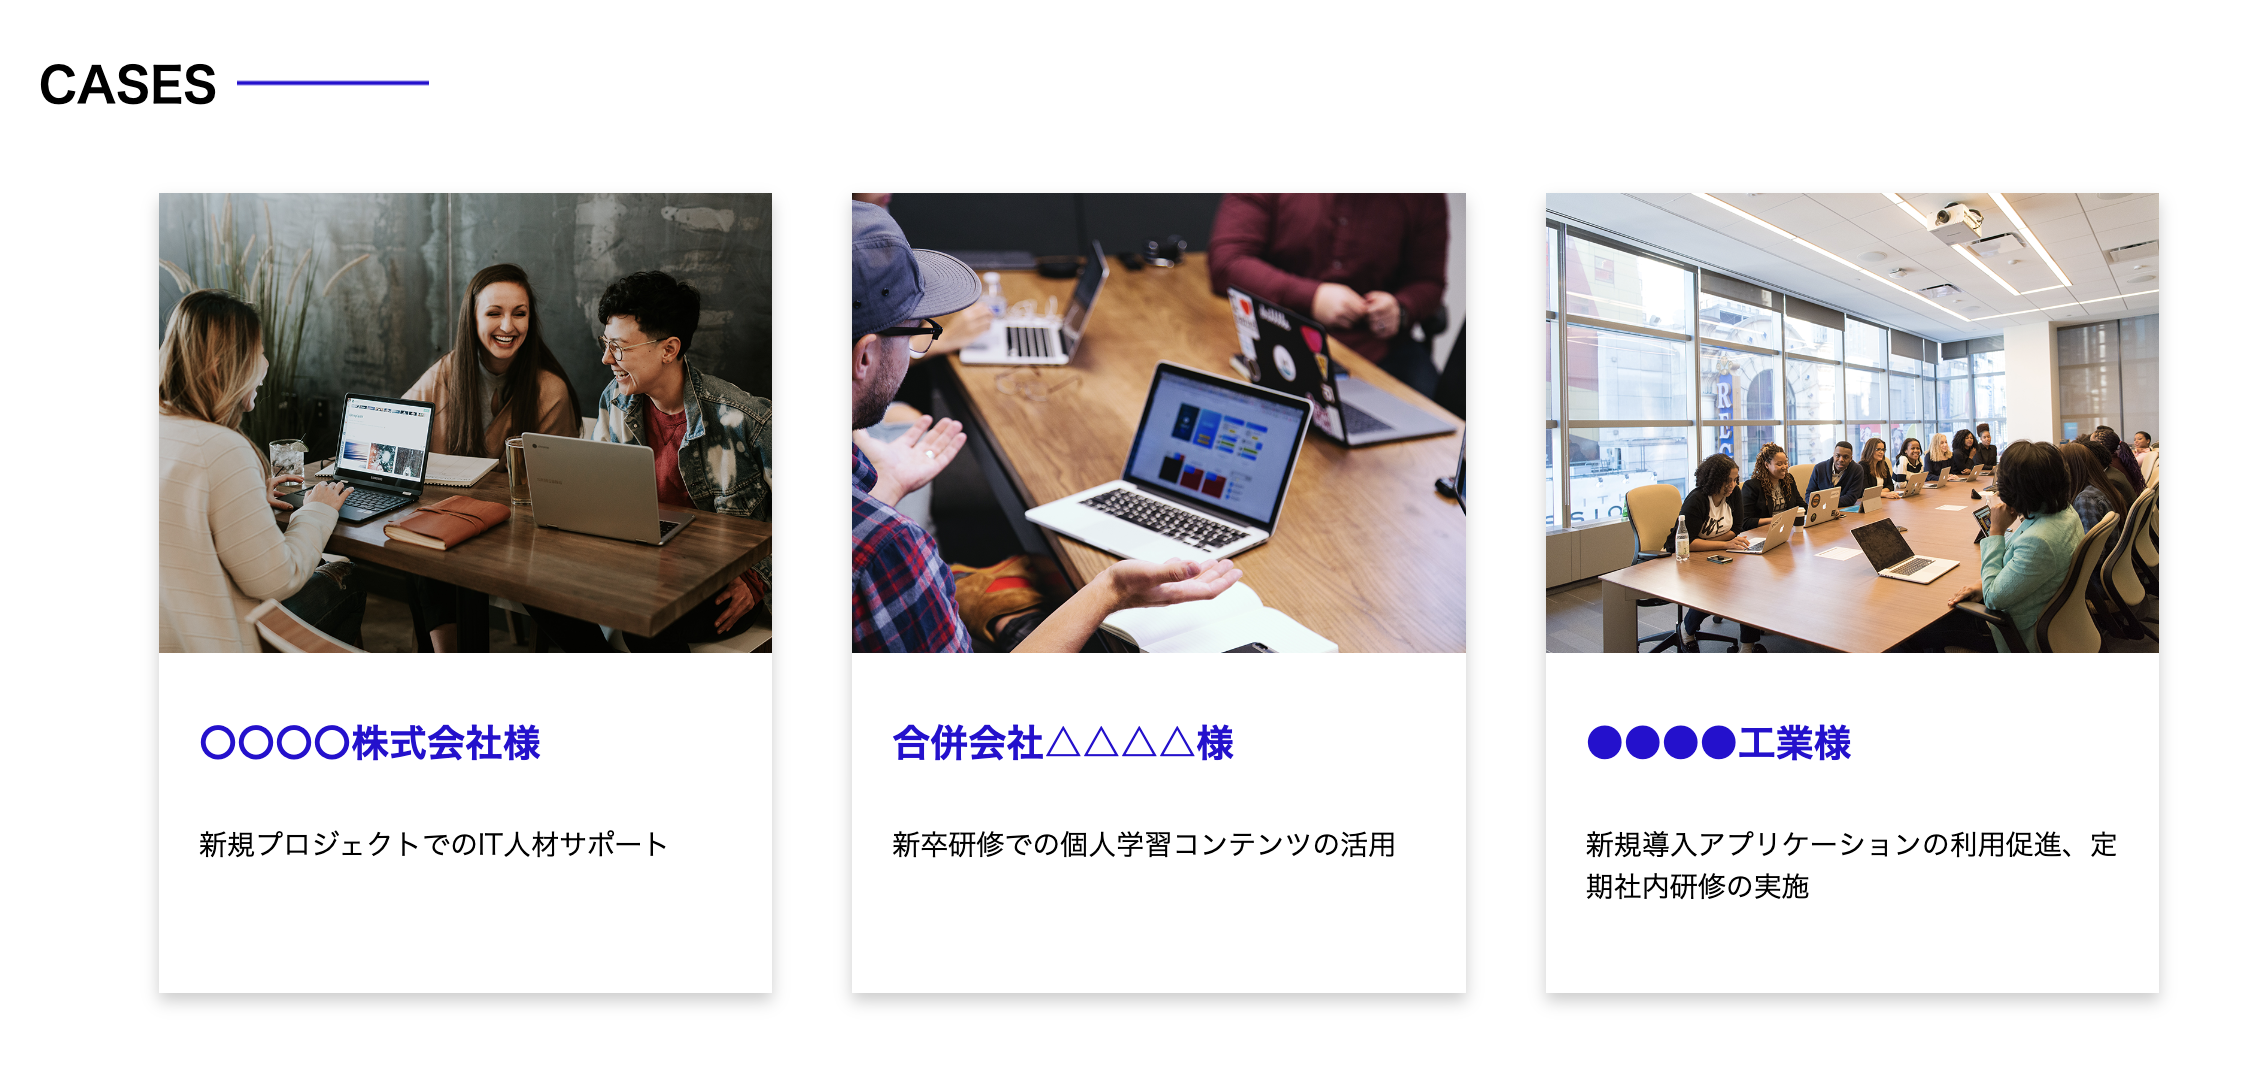 CASES
〇〇〇〇株式会社様
合併会社△△△△様
●●●●工業様
新規プロジェクトでのIT人材サポート
新卒研修での個人学習コンテンツの活用
新規導入アプリケーションの利用促進、定
期社内研修の実施